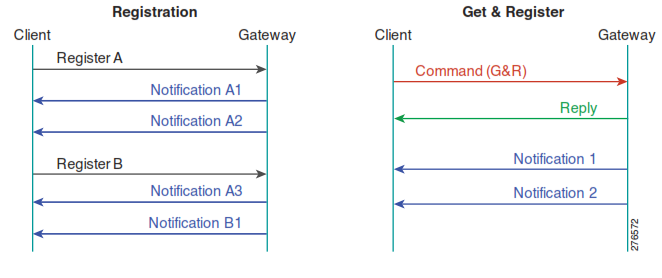 Registration
Client Gateway
Register A
Notification A1
Notification A2
Register B
Notification A3
Notification B1
Get & Register
Client Gateway
Command (G&R)
Reply
Notification 1
Notification 2
276572